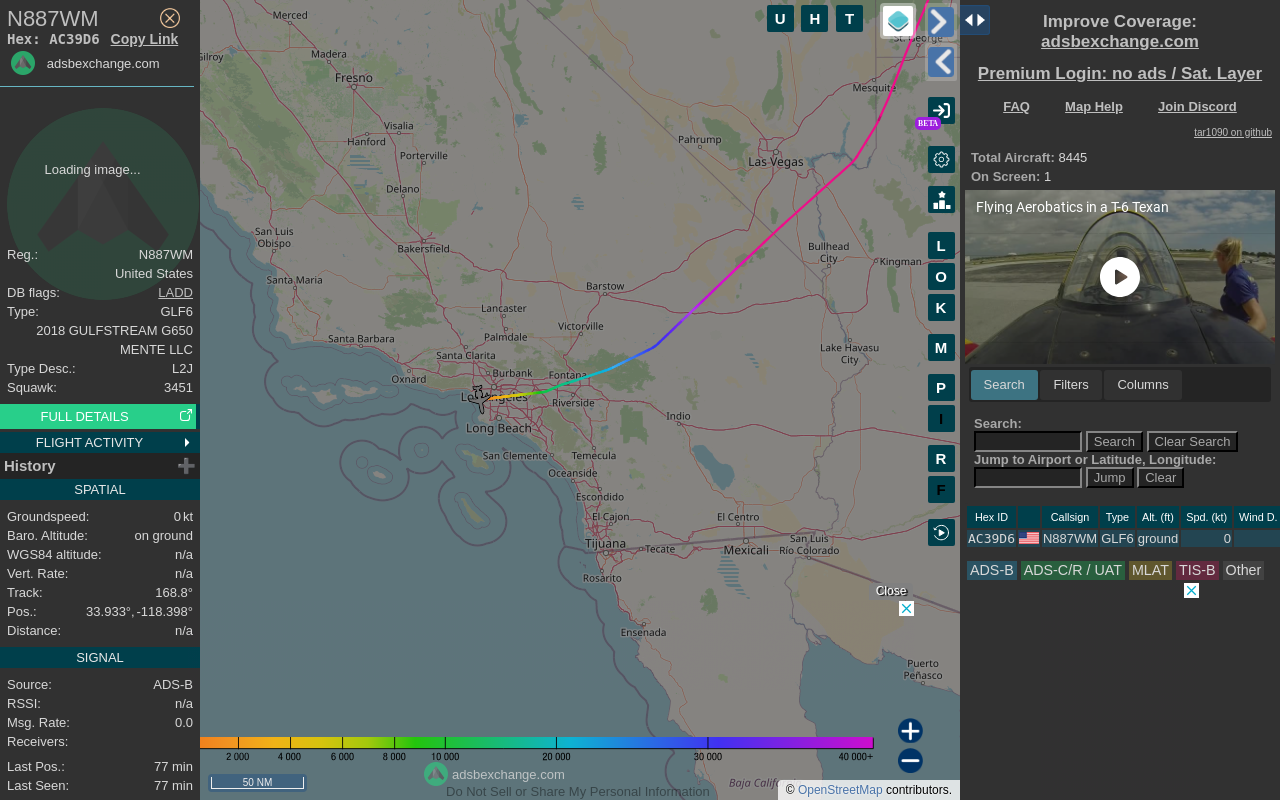 N887WM
Hex: AC39D6 Copy Link
adsbexchange.com
Loading image...
Reg.: N887WM
United States
DB flags: LADD
Type: GLF6
2018 GULFSTREAM G650
MENTE LLC
Type Desc.: L2J
Squawk: 3451
FULL DETAILS
FLIGHT ACTIVITY
History
SPATIAL
Groundspeed: 0 kt
Baro. Altitude: on ground
WGS84 altitude: n/a
Vert. Rate: n/a
Track: 168.8°
Pos.: 33.933°, -118.398°
Distance: n/a
SIGNAL
Source: ADS-B
RSSI: n/a
Msg. Rate: 0.0
Receivers:
Last Pos.: 77 min
Last Seen: 77 min
Merced
Gilroy
Madera
Fresno
Visalia
Hanford
Porterville
Delano
San Luis
Obispo
Bakersfield
Santa Maria
Lancaster
Palmdale
Santa Barbara
Santa Clarita
Oxnard
Burbank
Fontana
Riverside
Long Beach
San Clemente
Temecula
Oceanside
Escondido
El Cajon
Tijuana
Tecate
Rosarito
Ensenada
Barstow
Victorville
Pahrump
Las Vegas
St. George
Mesquite
Bullhead
City
Kingman
Lake Havasu
City
Indio
El Centro
Mexicali
San Luis
Río Colorado
Puerto
Peñasco
U H T
BETA
L
O
K
M
P
I
R
F
Close
2 000 4 000 6 000 8 000 10 000 20 000 30 000 40 000+
50 NM
adsbexchange.com
Do Not Sell or Share My Personal Information
© OpenStreetMap contributors.
Improve Coverage:
adsbexchange.com
Premium Login: no ads / Sat. Layer
FAQ Map Help Join Discord
tar1090 on github
Total Aircraft: 8445
On Screen: 1
Flying Aerobatics in a T-6 Texan
Search Filters Columns
Search:
Search Clear Search
Jump to Airport or Latitude, Longitude:
Jump Clear
Hex ID Callsign Type Alt. (ft) Spd. (kt) Wind D.
AC39D6 N887WM GLF6 ground 0
ADS-B ADS-C/R / UAT MLAT TIS-B Other